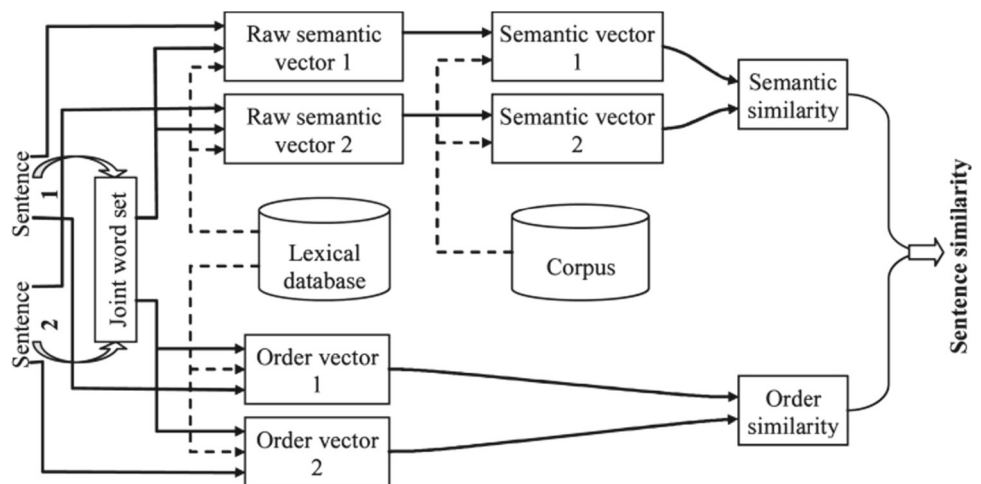 Raw semantic
vector 1
Semantic vector
1
Semantic
similarity
Raw semantic
vector 2
Semantic vector
2
Sentence
1
Joint word set
Sentence
2
Lexical
database
Corpus
Sentence similarity
Order vector
1
Order
similarity
Order vector
2